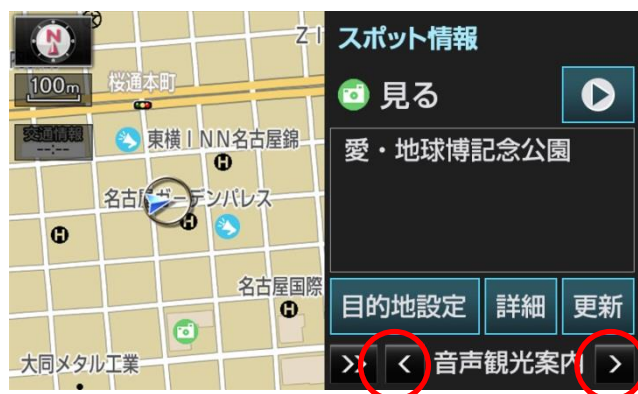 N
Z I
スポット情報
100m
桜通本町
見る
交通情報
--:--
東横INN名古屋錦
愛・地球博記念公園
H
名古屋ガーデンパレス
H
H
名古屋国際
H
目的地設定
詳細
更新
大同メタル工業
音声観光案内